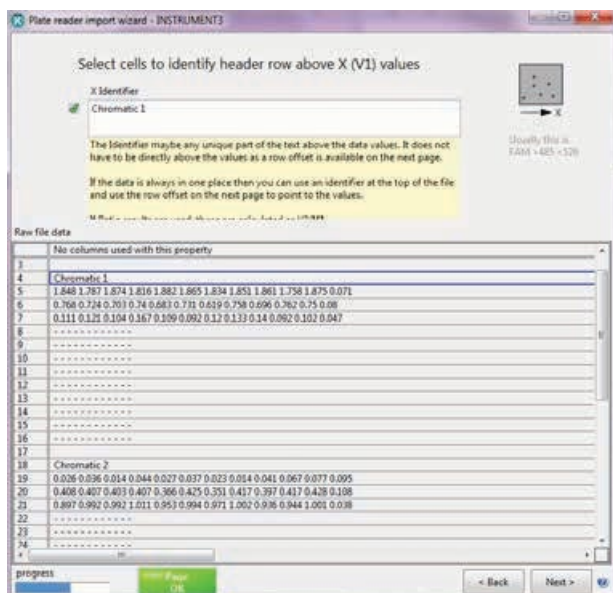 Plate reader import wizard - INSTRUMENT3
Select cells to identify header row above X (V1) values
X Identifier
Chromatic 1
X
Usually this is
FAM <485 <520
The Identifier maybe any unique part of the text above the data values. It does not
have to be directly above the values as a row offset is available on the next page.
If the data is always in one place then you can use an identifier at the top of the file
and use the row offset on the next page to point to the values.
Raw file data
No columns used with this property
3
4 Chromatic 1
5 1.848 1.787 1.874 1.816 1.882 1.865 1.834 1.851 1.861 1.758 1.875 0.071
6 0.768 0.724 0.703 0.74 0.683 0.731 0.619 0.758 0.696 0.762 0.75 0.08
7 0.111 0.121 0.104 0.167 0.109 0.092 0.12 0.133 0.14 0.092 0.102 0.047
8 - - - - - - - - - - - -
9 - - - - - - - - - - - -
10 - - - - - - - - - - - -
11 - - - - - - - - - - - -
12 - - - - - - - - - - - -
13 - - - - - - - - - - - -
14 - - - - - - - - - - - -
15 - - - - - - - - - - - -
16 - - - - - - - - - - - -
17
18 Chromatic 2
19 0.026 0.036 0.014 0.044 0.027 0.037 0.023 0.014 0.041 0.067 0.077 0.095
20 0.408 0.407 0.403 0.407 0.366 0.425 0.351 0.417 0.397 0.417 0.428 0.108
21 0.897 0.992 0.992 1.011 0.953 0.994 0.971 1.002 0.936 0.944 1.001 0.038
22 - - - - - - - - - - - -
23 - - - - - - - - - - - -
24 - - - - - - - - - - - -
progress
Page
OK
< Back
Next >